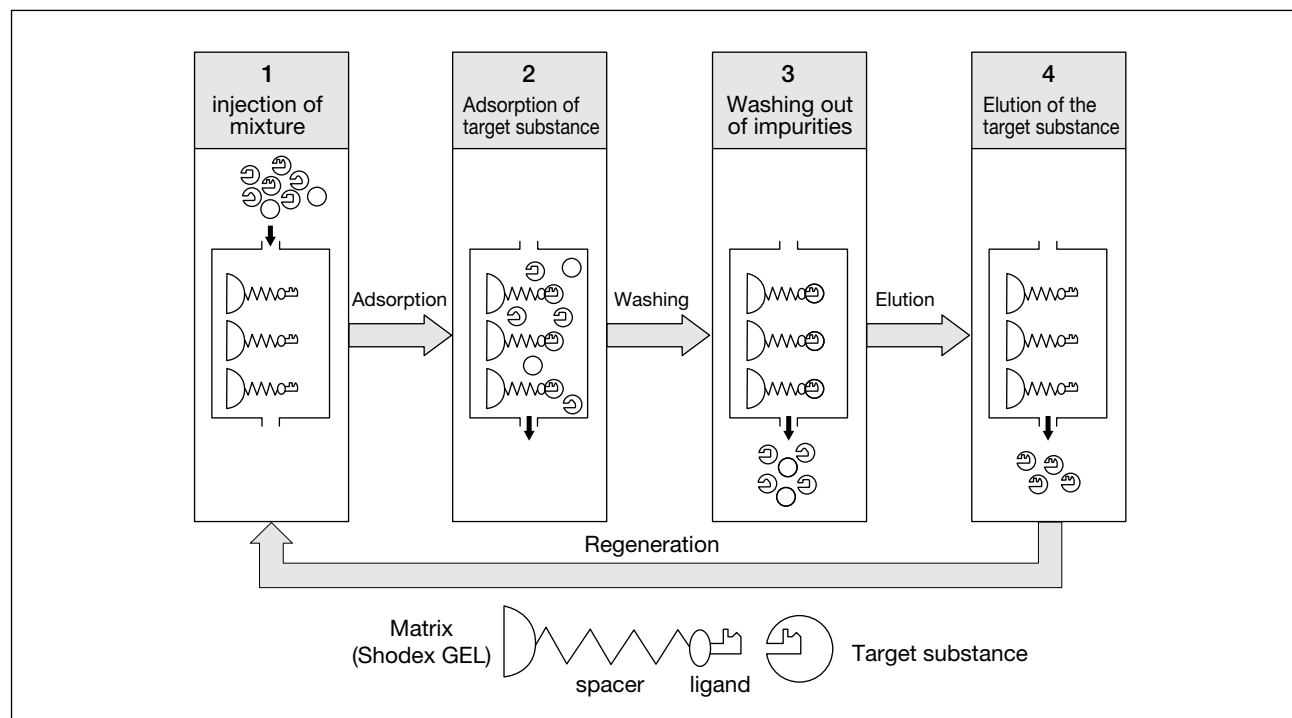 1
injection of
mixture
2
Adsorption of
target substance
3
Washing out
of impurities
4
Elution of the
target substance
Adsorption
Washing
Elution
Regeneration
Matrix
(Shodex GEL)
spacer
ligand
Target substance